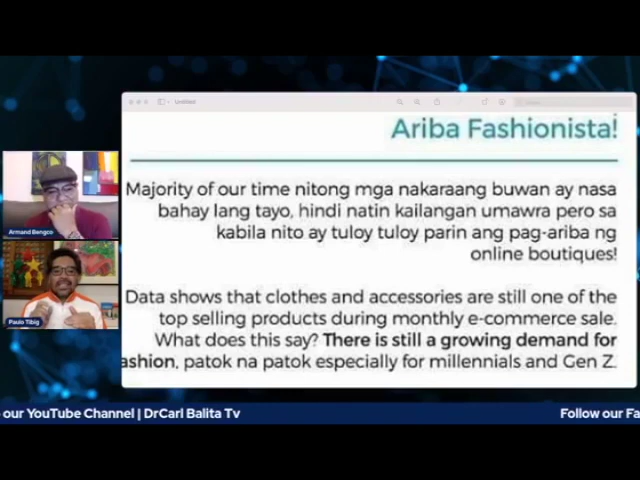 Untitled
Ariba Fashionista!
Majority of our time nitong mga nakaraang buwan ay nasa
bahay lang tayo, hindi natin kailangan umawra pero sa
kabila nito ay tuloy tuloy parin ang pag-ariba ng
online boutiques!
Data shows that clothes and accessories are still one of the
top selling products during monthly e-commerce sale.
What does this say? There is still a growing demand for
ashion, patok na patok especially for millennials and Gen Z.
Armand Bengco
Paulo Tibig
our YouTube Channel | DrCarl Balita Tv
Follow our Fa